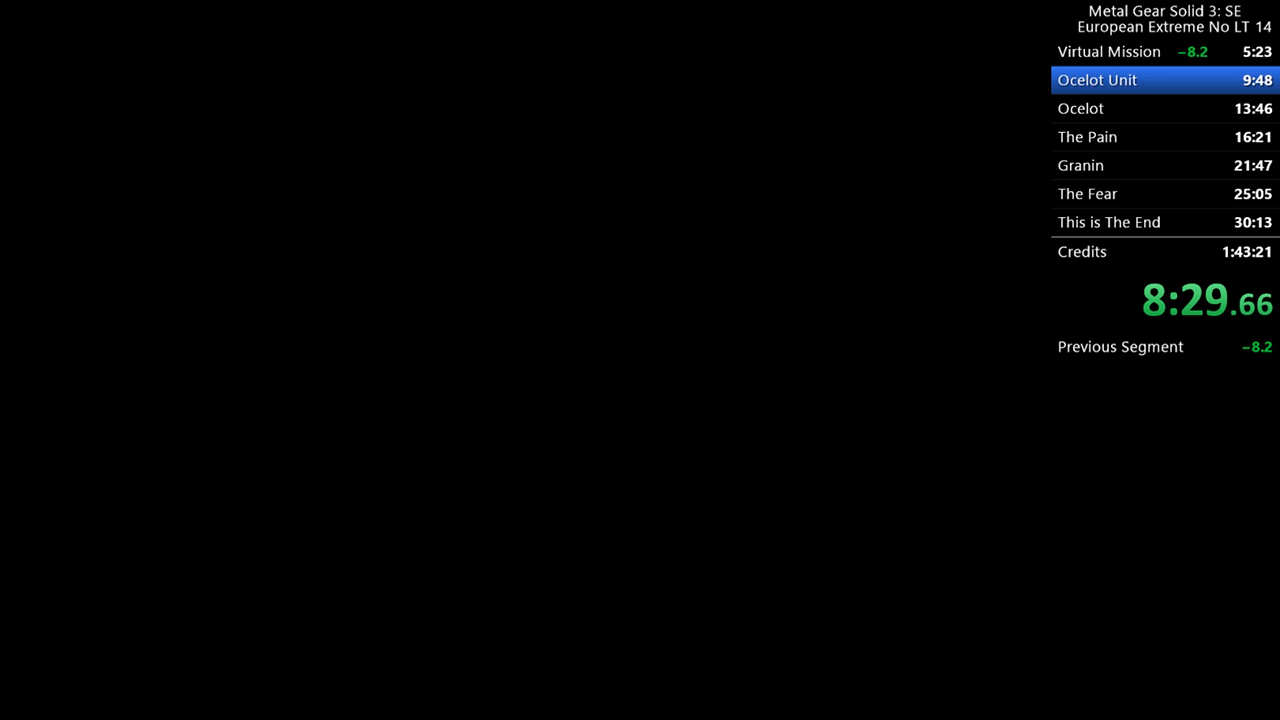 Metal Gear Solid 3: SE
European Extreme No LT 14
Virtual Mission −8.2 5:23
Ocelot Unit 9:48
Ocelot 13:46
The Pain 16:21
Granin 21:47
The Fear 25:05
This is The End 30:13
Credits 1:43:21
8:29.66
Previous Segment −8.2